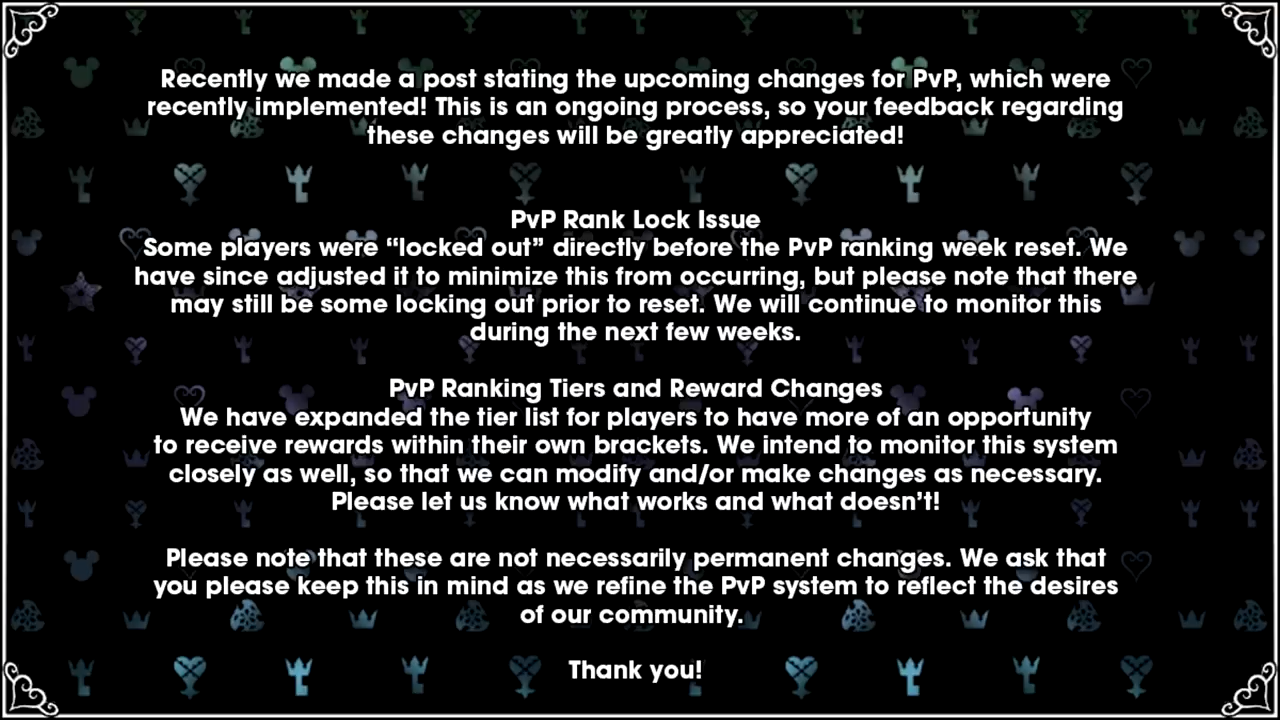 Recently we made a post stating the upcoming changes for PvP, which were
recently implemented! This is an ongoing process, so your feedback regarding
these changes will be greatly appreciated!
PvP Rank Lock Issue
Some players were “locked out” directly before the PvP ranking week reset. We
have since adjusted it to minimize this from occurring, but please note that there
may still be some locking out prior to reset. We will continue to monitor this
during the next few weeks.
PvP Ranking Tiers and Reward Changes
We have expanded the tier list for players to have more of an opportunity
to receive rewards within their own brackets. We intend to monitor this system
closely as well, so that we can modify and/or make changes as necessary.
Please let us know what works and what doesn’t!
Please note that these are not necessarily permanent changes. We ask that
you please keep this in mind as we refine the PvP system to reflect the desires
of our community.
Thank you!